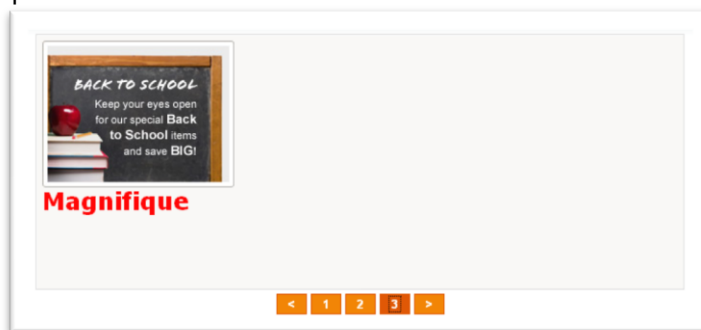 BACK TO SCHOOL
Keep your eyes open
for our special Back
to School items
and save BIG!
Magnifique
< 1 2 3 >